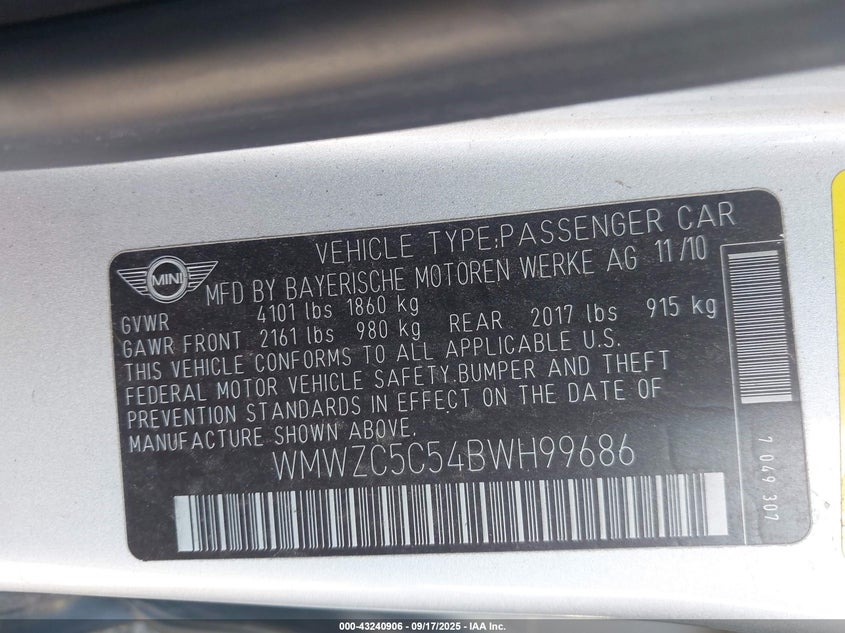 MINI
VEHICLE TYPE:PASSENGER CAR
MFD BY BAYERISCHE MOTOREN WERKE AG 11/10
GVWR 4101 lbs 1860 kg
GAWR FRONT 2161 lbs 980 kg REAR 2017 lbs 915 kg
THIS VEHICLE CONFORMS TO ALL APPLICABLE U.S.
FEDERAL MOTOR VEHICLE SAFETY,BUMPER AND THEFT
PREVENTION STANDARDS IN EFFECT ON THE DATE OF
MANUFACTURE SHOWN ABOVE.
WMWZC5C54BWH99686
7 049 307
000-43240906 - 09/17/2025 - IAA Inc.